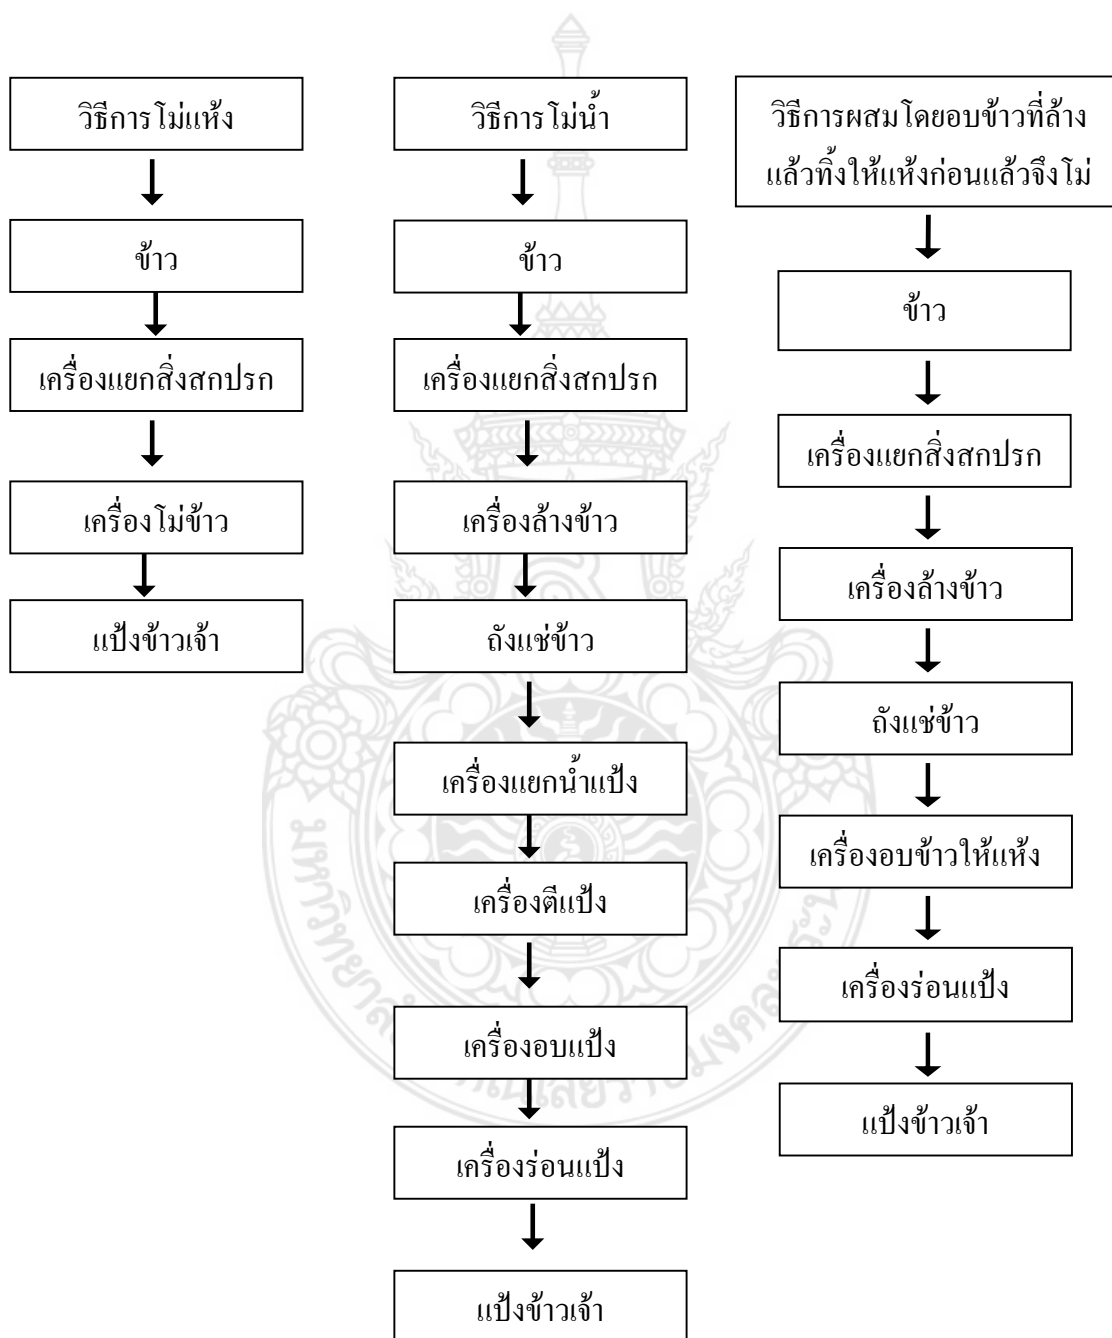 วิธีการโม่แห้ง
ข้าว
เครื่องแยกสิ่งสกปรก
เครื่องโม่ข้าว
แป้งข้าวเจ้า
วิธีการโม่น้ำ
ข้าว
เครื่องแยกสิ่งสกปรก
เครื่องล้างข้าว
ถังแช่ข้าว
เครื่องแยกน้ำแป้ง
เครื่องตีแป้ง
เครื่องอบแป้ง
เครื่องร่อนแป้ง
แป้งข้าวเจ้า
วิธีการผสมโดยอบข้าวที่ล้าง
แล้วทิ้งให้แห้งก่อนแล้วจึงโม่
ข้าว
เครื่องแยกสิ่งสกปรก
เครื่องล้างข้าว
ถังแช่ข้าว
เครื่องอบข้าวให้แห้ง
เครื่องร่อนแป้ง
แป้งข้าวเจ้า